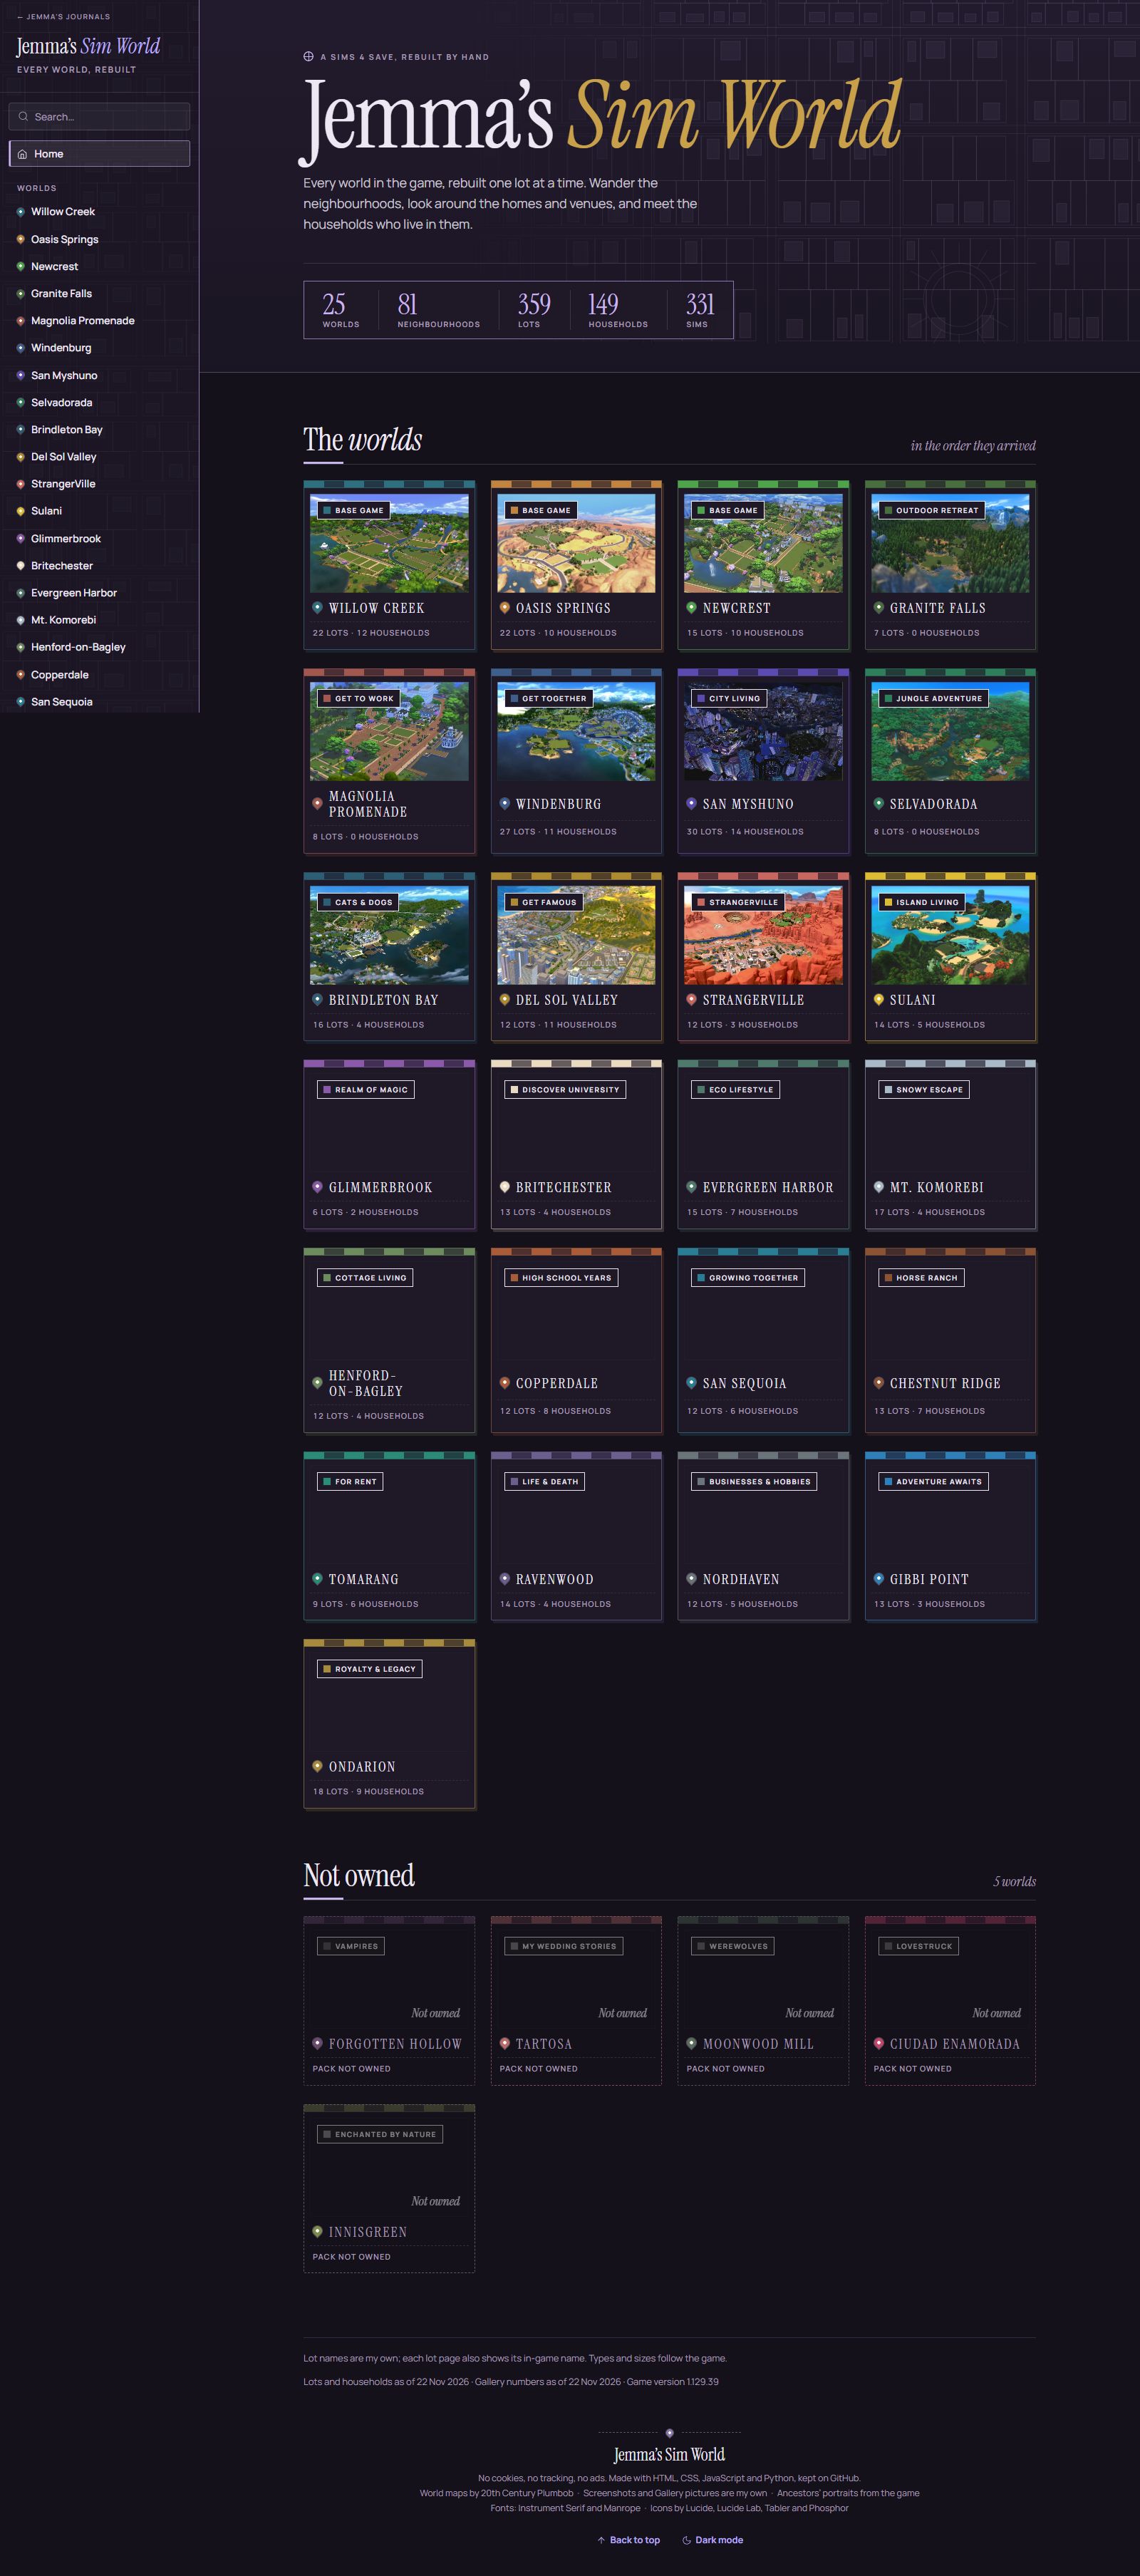 ← JEMMA'S JOURNALS
Jemma's Sim World
EVERY WORLD, REBUILT
Search...
Home
WORLDS
Willow Creek
Oasis Springs
Newcrest
Granite Falls
Magnolia Promenade
Windenburg
San Myshuno
Selvadorada
Brindleton Bay
Del Sol Valley
StrangerVille
Sulani
Glimmerbrook
Britechester
Evergreen Harbor
Mt. Komorebi
Henford-on-Bagley
Copperdale
San Sequoia
A SIMS 4 SAVE, REBUILT BY HAND
Jemma's Sim World
Every world in the game, rebuilt one lot at a time. Wander the
neighbourhoods, look around the homes and venues, and meet the
households who live in them.
25 81 359 149 331
WORLDS NEIGHBOURHOODS LOTS HOUSEHOLDS SIMS
The worlds
in the order they arrived
BASE GAME
WILLOW CREEK
22 LOTS · 12 HOUSEHOLDS
BASE GAME
OASIS SPRINGS
22 LOTS · 10 HOUSEHOLDS
BASE GAME
NEWCREST
15 LOTS · 10 HOUSEHOLDS
OUTDOOR RETREAT
GRANITE FALLS
7 LOTS · 0 HOUSEHOLDS
GET TO WORK
MAGNOLIA
PROMENADE
8 LOTS · 0 HOUSEHOLDS
GET TOGETHER
WINDENBURG
27 LOTS · 11 HOUSEHOLDS
CITY LIVING
SAN MYSHUNO
30 LOTS · 14 HOUSEHOLDS
JUNGLE ADVENTURE
SELVADORADA
8 LOTS · 0 HOUSEHOLDS
CATS & DOGS
BRINDLETON BAY
16 LOTS · 4 HOUSEHOLDS
GET FAMOUS
DEL SOL VALLEY
12 LOTS · 11 HOUSEHOLDS
STRANGERVILLE
STRANGERVILLE
12 LOTS · 3 HOUSEHOLDS
ISLAND LIVING
SULANI
14 LOTS · 5 HOUSEHOLDS
REALM OF MAGIC
GLIMMERBROOK
6 LOTS · 2 HOUSEHOLDS
DISCOVER UNIVERSITY
BRITECHESTER
13 LOTS · 4 HOUSEHOLDS
ECO LIFESTYLE
EVERGREEN HARBOR
15 LOTS · 7 HOUSEHOLDS
SNOWY ESCAPE
MT. KOMOREBI
17 LOTS · 4 HOUSEHOLDS
COTTAGE LIVING
HENFORD-
ON-BAGLEY
12 LOTS · 4 HOUSEHOLDS
HIGH SCHOOL YEARS
COPPERDALE
12 LOTS · 8 HOUSEHOLDS
GROWING TOGETHER
SAN SEQUOIA
12 LOTS · 6 HOUSEHOLDS
HORSE RANCH
CHESTNUT RIDGE
13 LOTS · 7 HOUSEHOLDS
FOR RENT
TOMARANG
9 LOTS · 6 HOUSEHOLDS
LIFE & DEATH
RAVENWOOD
14 LOTS · 4 HOUSEHOLDS
BUSINESSES & HOBBIES
NORDHAVEN
12 LOTS · 5 HOUSEHOLDS
ADVENTURE AWAITS
GIBBI POINT
13 LOTS · 3 HOUSEHOLDS
ROYALTY & LEGACY
ONDARION
18 LOTS · 9 HOUSEHOLDS
Not owned
5 worlds
VAMPIRES
Not owned
FORGOTTEN HOLLOW
PACK NOT OWNED
MY WEDDING STORIES
Not owned
TARTOSA
PACK NOT OWNED
WEREWOLVES
Not owned
MOONWOOD MILL
PACK NOT OWNED
LOVESTRUCK
Not owned
CIUDAD ENAMORADA
PACK NOT OWNED
ENCHANTED BY NATURE
Not owned
INNISGREEN
PACK NOT OWNED
Lot names are my own; each lot page also shows its in-game name. Types and sizes follow the game.
Lots and households as of 22 Nov 2026 · Gallery numbers as of 22 Nov 2026 · Game version 1.129.39
Jemma's Sim World
No cookies, no tracking, no ads. Made with HTML, CSS, JavaScript and Python, kept on GitHub.
World maps by 20th Century Plumbob · Screenshots and Gallery pictures are my own · Ancestors' portraits from the game
Fonts: Instrument Serif and Manrope · Icons by Lucide, Lucide Lab, Tabler and Phosphor
Back to top Dark mode